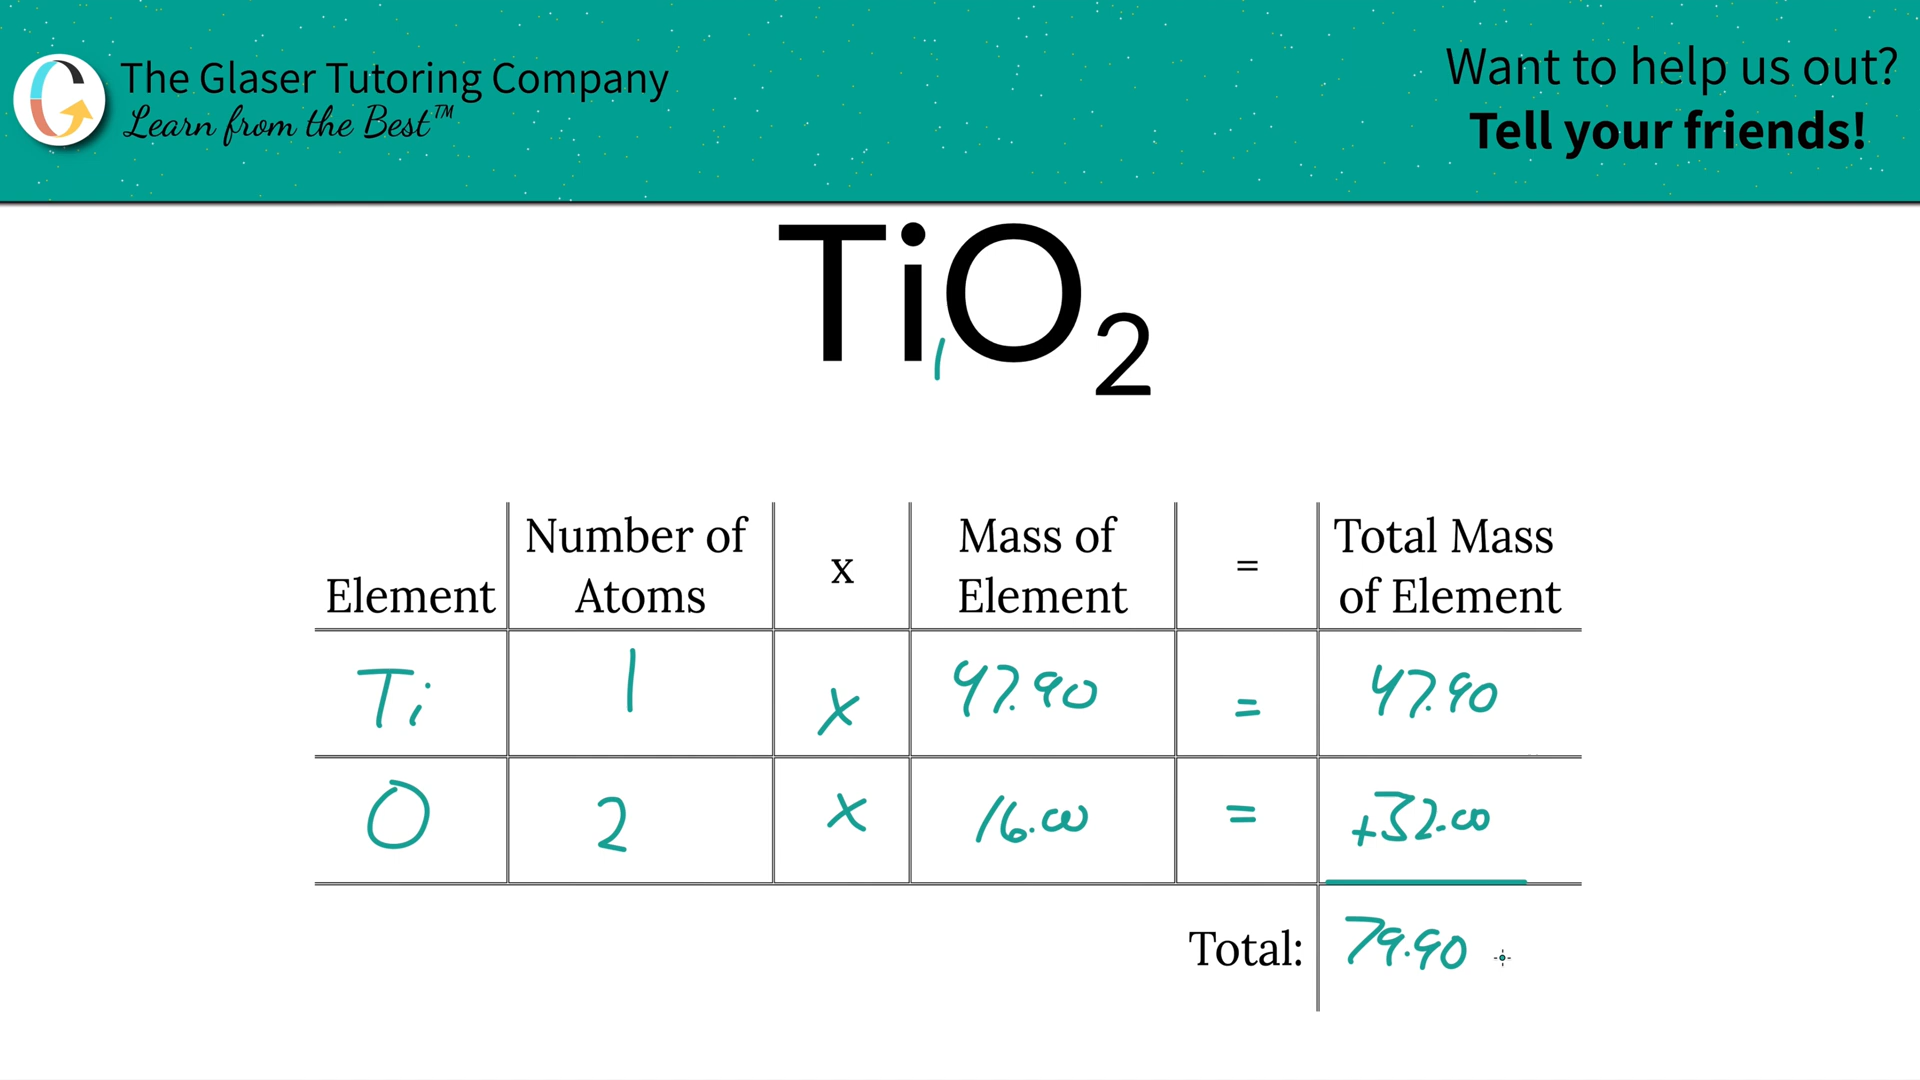 The Glaser Tutoring Company
Learn from the Best™
Want to help us out?
Tell your friends!
Ti₁O₂
Element | Number of Atoms | x | Mass of Element | = | Total Mass of Element
Ti | 1 | x | 47.90 | = | 47.90
O | 2 | x | 16.00 | = | +32.00
Total: 79.90